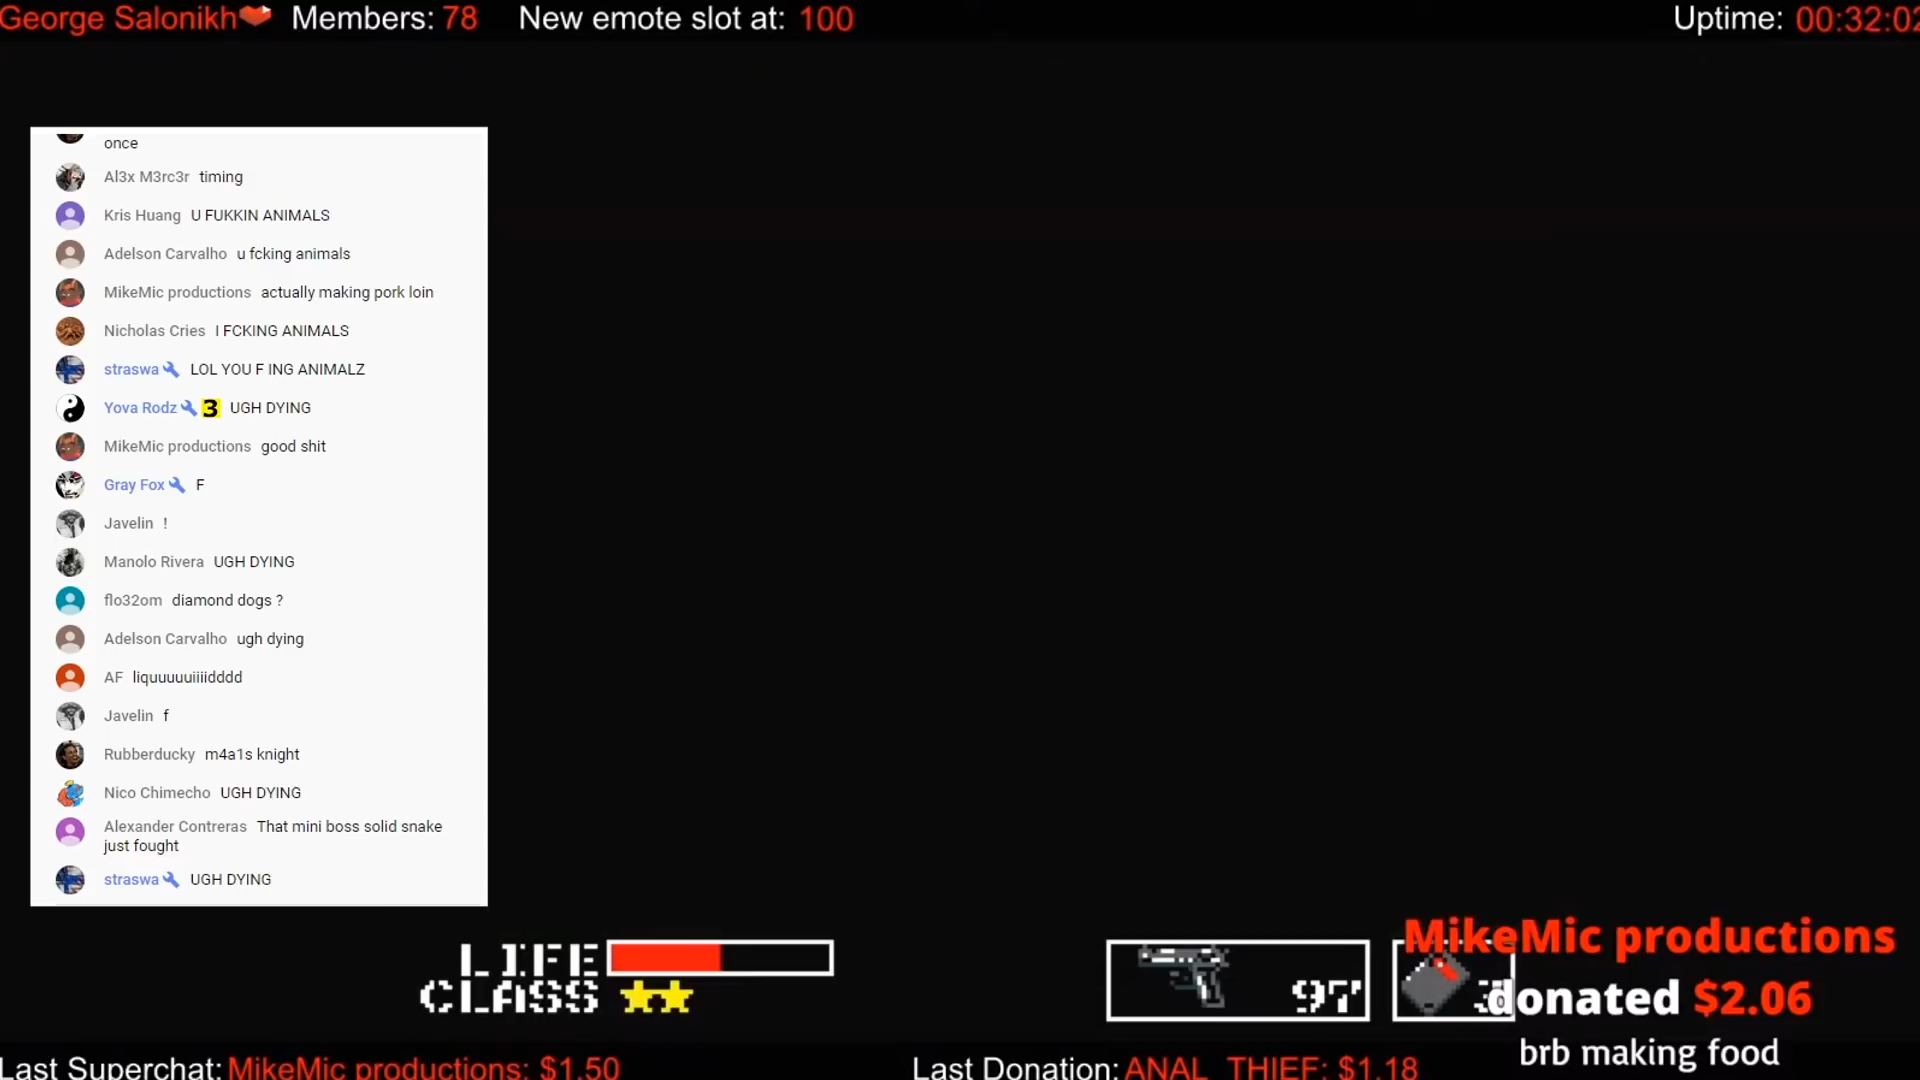 George Salonikh Members: 78 New emote slot at: 100 Uptime: 00:32:02
once
Al3x M3rc3r timing
Kris Huang U FUKKIN ANIMALS
Adelson Carvalho u fcking animals
MikeMic productions actually making pork loin
Nicholas Cries I FCKING ANIMALS
straswa LOL YOU F ING ANIMALZ
Yova Rodz 3 UGH DYING
MikeMic productions good shit
Gray Fox F
Javelin !
Manolo Rivera UGH DYING
flo32om diamond dogs ?
Adelson Carvalho ugh dying
AF liquuuuuiiiidddd
Javelin f
Rubberducky m4a1s knight
Nico Chimecho UGH DYING
Alexander Contreras That mini boss solid snake
just fought
straswa UGH DYING
LIFE
CLASS
97
MikeMic productions
donated $2.06
brb making food
Last Superchat: MikeMic productions: $1.50 Last Donation: ANAL_THIEF: $1.18